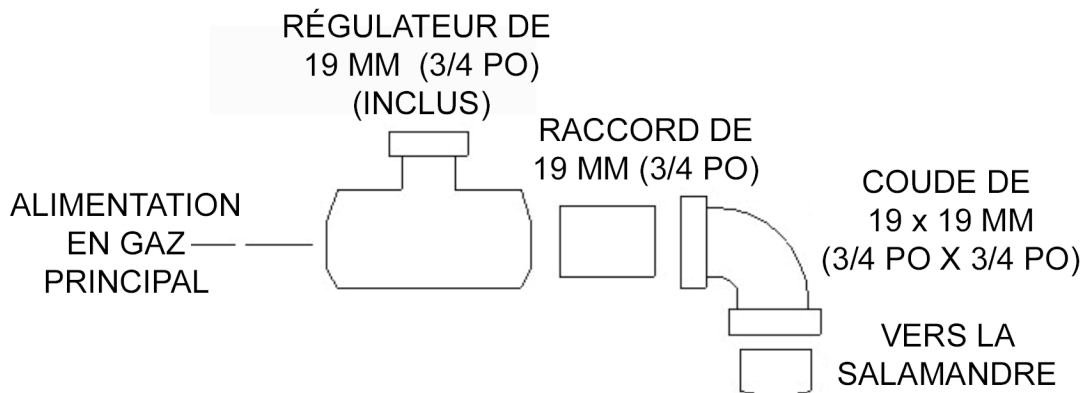 RÉGULATEUR DE
19 MM (3/4 PO)
(INCLUS)
RACCORD DE
19 MM (3/4 PO)
COUDE DE
19 x 19 MM
(3/4 PO X 3/4 PO)
ALIMENTATION
EN GAZ
PRINCIPAL
VERS LA
SALAMANDRE